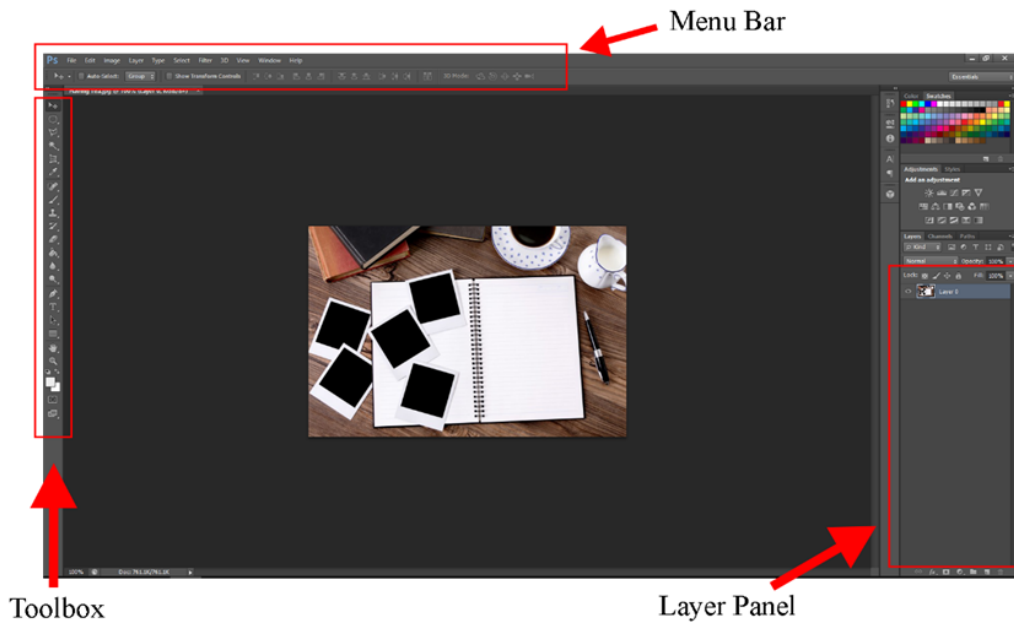 Menu Bar
Ps File Edit Image Layer Type Select Filter 3D View Window Help
Auto-Select: Group Show Transform Controls 3D Mode: Essentials
Color Swatches
Adjustments Styles
Add an adjustment
Layers Channels Paths
Kind
Normal Opacity: 100%
Lock: Fill: 100%
100% Doc:
Toolbox
Layer Panel